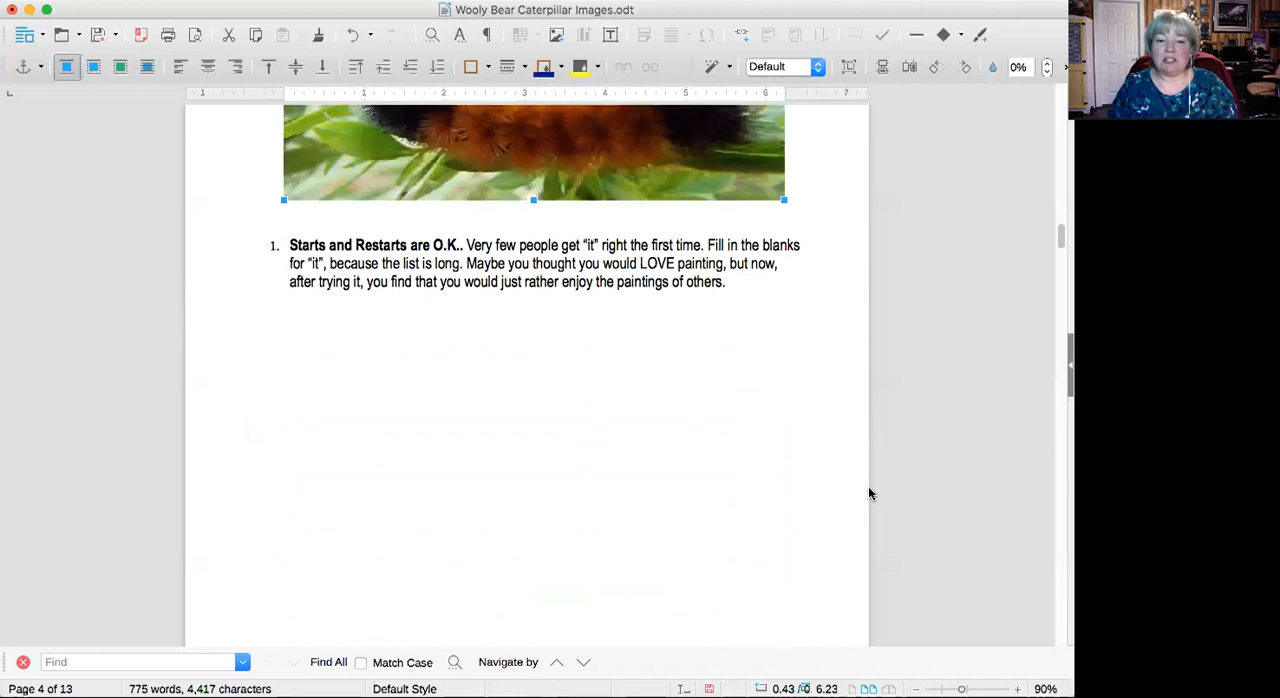 Wooly Bear Caterpillar Images.odt
Default
0%
1 1 2 3 4 5 6 7
1. Starts and Restarts are O.K.. Very few people get “it” right the first time. Fill in the blanks
for “it”, because the list is long. Maybe you thought you would LOVE painting, but now,
after trying it, you find that you would just rather enjoy the paintings of others.
Find
Find All
Match Case
Navigate by
Page 4 of 13
775 words, 4,417 characters
Default Style
90%